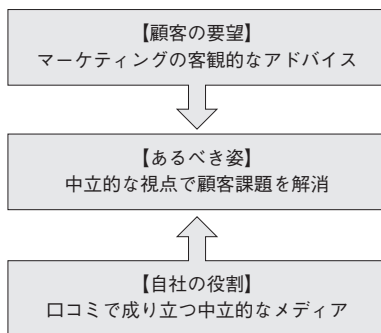 【顧客の要望】
マーケティングの客観的なアドバイス
【あるべき姿】
中立的な視点で顧客課題を解消
【自社の役割】
口コミで成り立つ中立的なメディア